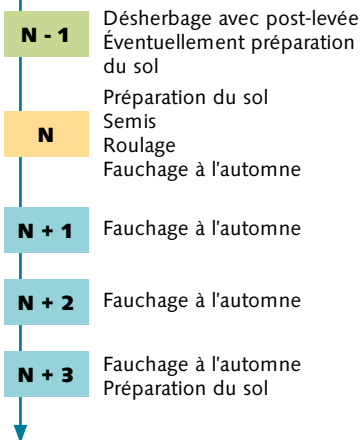 N - 1
Désherbage avec post-levée
Éventuellement préparation
du sol
N
Préparation du sol
Semis
Roulage
Fauchage à l'automne
N + 1
Fauchage à l'automne
N + 2
Fauchage à l'automne
N + 3
Fauchage à l'automne
Préparation du sol